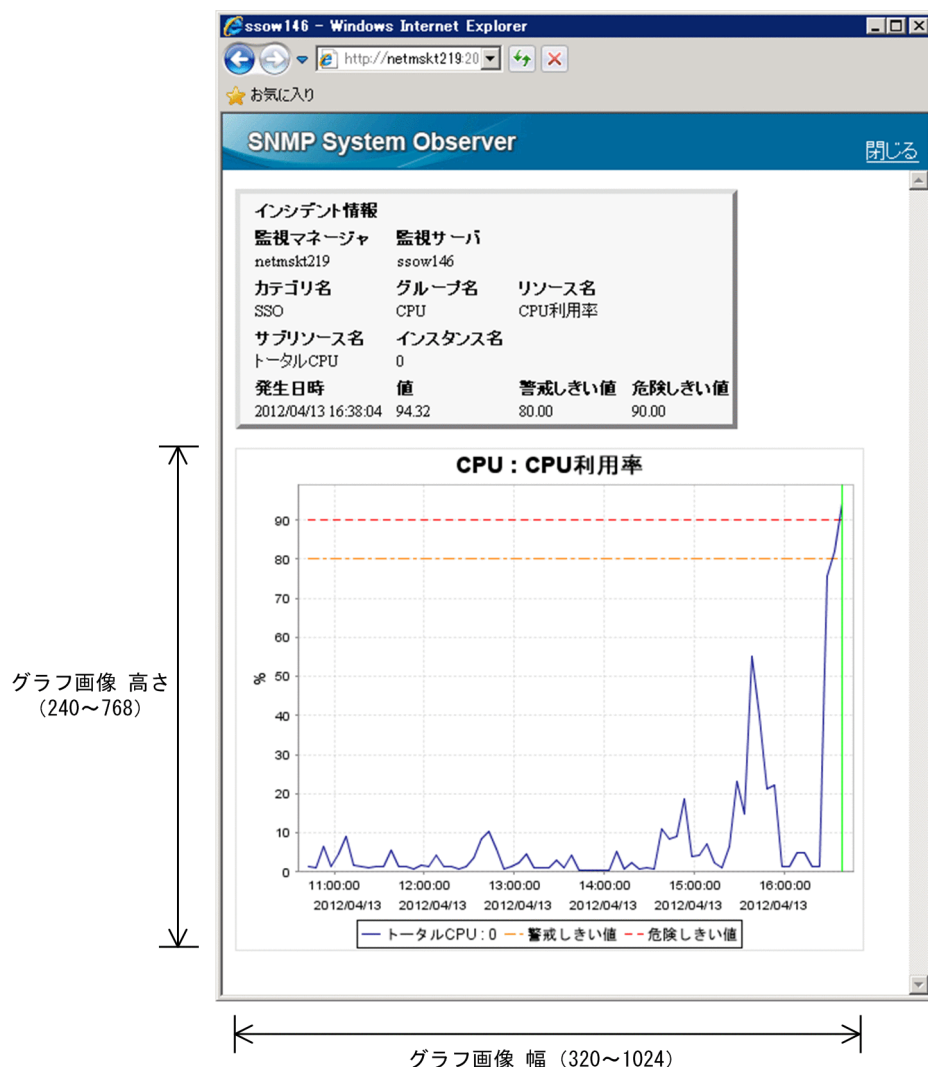 ssow146 - Windows Internet Explorer
http://netmskt219:20
お気に入り
SNMP System Observer
閉じる
インシデント情報
監視マネージャ 監視サーバ
netmskt219 ssow146
カテゴリ名 グループ名 リソース名
SSO CPU CPU利用率
サブリソース名 インスタンス名
トータルCPU 0
発生日時 値 警戒しきい値 危険しきい値
2012/04/13 16:38:04 94.32 80.00 90.00
CPU : CPU利用率
90
80
70
60
50
40
30
20
10
0
%
11:00:00 12:00:00 13:00:00 14:00:00 15:00:00 16:00:00
2012/04/13 2012/04/13 2012/04/13 2012/04/13 2012/04/13 2012/04/13
トータルCPU : 0 警戒しきい値 危険しきい値
グラフ画像 高さ
(240～768)
グラフ画像 幅 (320～1024)